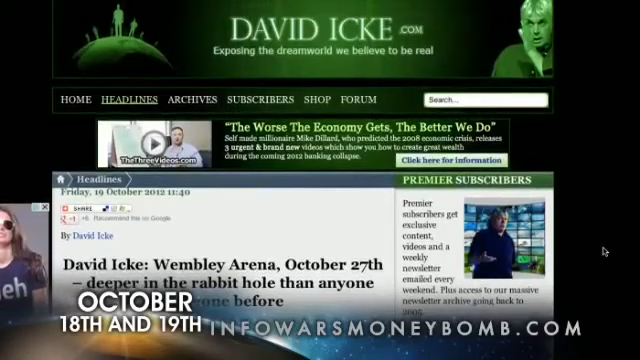 DAVID ICKE .COM
Exposing the dreamworld we believe to be real
HOME HEADLINES ARCHIVES SUBSCRIBERS SHOP FORUM
Search...
"The Worse The Economy Gets, The Better We Do"
Self made millionaire Mike Dillard, who predicted the 2008 economic crisis, releases
3 urgent & brand new videos which show you how to create great wealth
during the coming 2012 banking collapse.
Click here for information
TheThreeVideos.com
Headlines
Friday, 19 October 2012 11:40
SHARE
+1 +6 Recommend this on Google
By David Icke
David Icke: Wembley Arena, October 27th
– deeper in the rabbit hole than anyone
one before
PREMIER SUBSCRIBERS
Premier
subscribers get
exclusive
content,
videos and a
weekly
newsletter
emailed every
weekend. Plus access to our massive
newsletter archive going back to
2005.
eh
OCTOBER
18TH AND 19TH
INFOWARSMONEYBOMB.COM